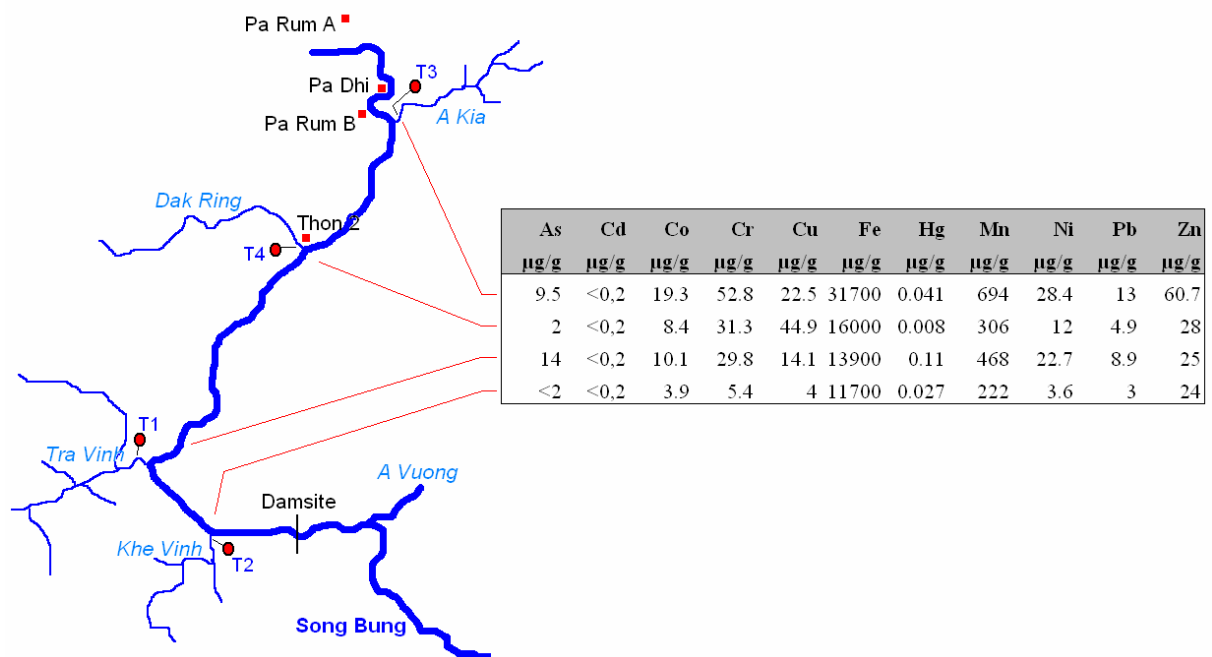 Pa Rum A
T3
Pa Dhi
Pa Rum B
A Kia
Dak Ring
Thon 2
T4
As Cd Co Cr Cu Fe Hg Mn Ni Pb Zn
µg/g µg/g µg/g µg/g µg/g µg/g µg/g µg/g µg/g µg/g µg/g
9.5 <0,2 19.3 52.8 22.5 31700 0.041 694 28.4 13 60.7
2 <0,2 8.4 31.3 44.9 16000 0.008 306 12 4.9 28
14 <0,2 10.1 29.8 14.1 13900 0.11 468 22.7 8.9 25
<2 <0,2 3.9 5.4 4 11700 0.027 222 3.6 3 24
T1
Tra Vinh
A Vuong
Damsite
Khe Vinh
T2
Song Bung